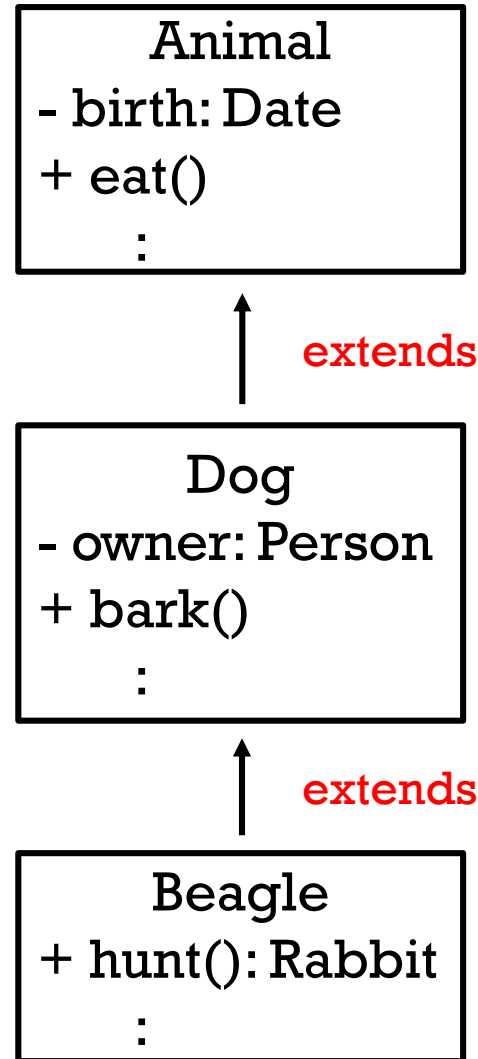 Animal
- birth: Date
+ eat()
:
extends
Dog
- owner: Person
+ bark()
:
extends
Beagle
+ hunt(): Rabbit
: